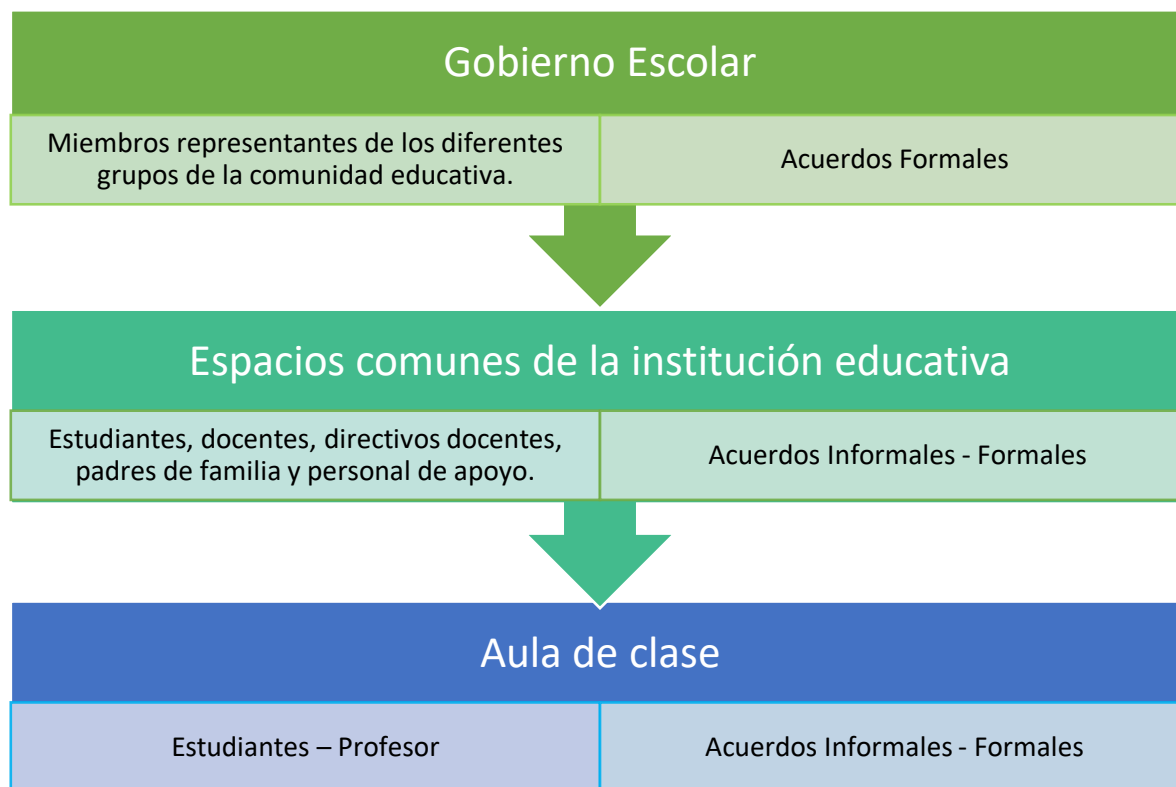 Gobierno Escolar
Miembros representantes de los diferentes
grupos de la comunidad educativa.
Acuerdos Formales
Espacios comunes de la institución educativa
Estudiantes, docentes, directivos docentes,
padres de familia y personal de apoyo.
Acuerdos Informales - Formales
Aula de clase
Estudiantes – Profesor
Acuerdos Informales - Formales